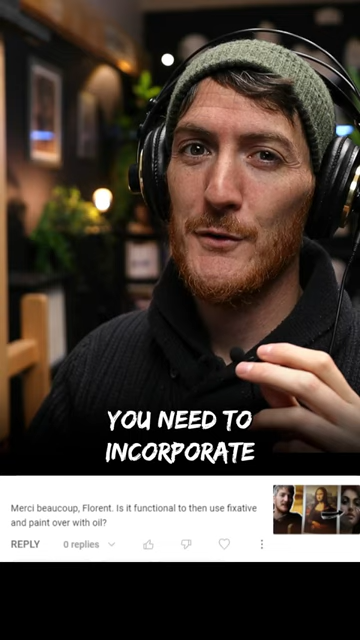 YOU NEED TO
INCORPORATE
Merci beaucoup, Florent. Is it functional to then use fixative
and paint over with oil?
REPLY 0 replies